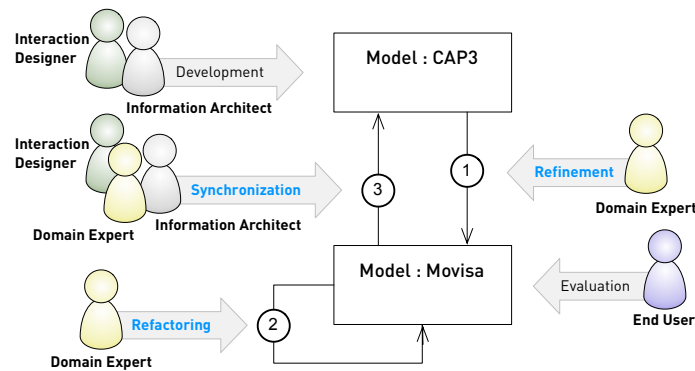 Interaction
Designer
Development
Information Architect
Model : CAP3
Interaction
Designer
Synchronization
Information Architect
Domain Expert
3
1
Refinement
Domain Expert
Model : Movisa
Evaluation
End User
Refactoring
Domain Expert
2